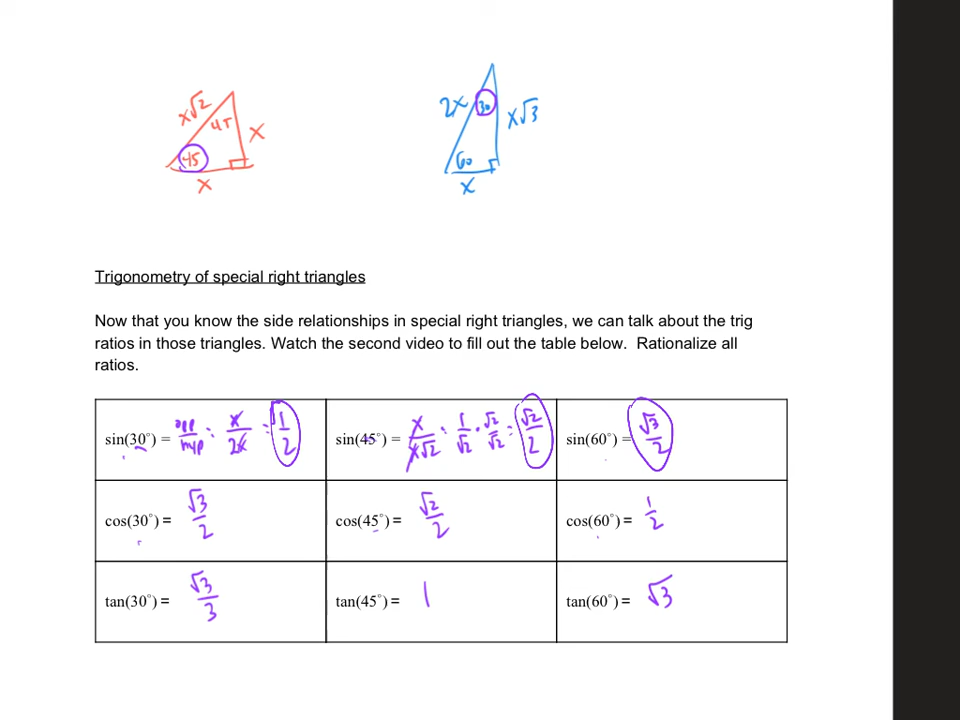 x√2
45
x
45
x
2x
30
x√3
60
x
Trigonometry of special right triangles
Now that you know the side relationships in special right triangles, we can talk about the trig
ratios in those triangles. Watch the second video to fill out the table below. Rationalize all
ratios.
sin(30°) = opp/hyp = x/2x = 1/2
sin(45°) = x/x√2 = 1/√2 • √2/√2 = √2/2
sin(60°) = √3/2
cos(30°) = √3/2
cos(45°) = √2/2
cos(60°) = 1/2
tan(30°) = √3/3
tan(45°) = 1
tan(60°) = √3